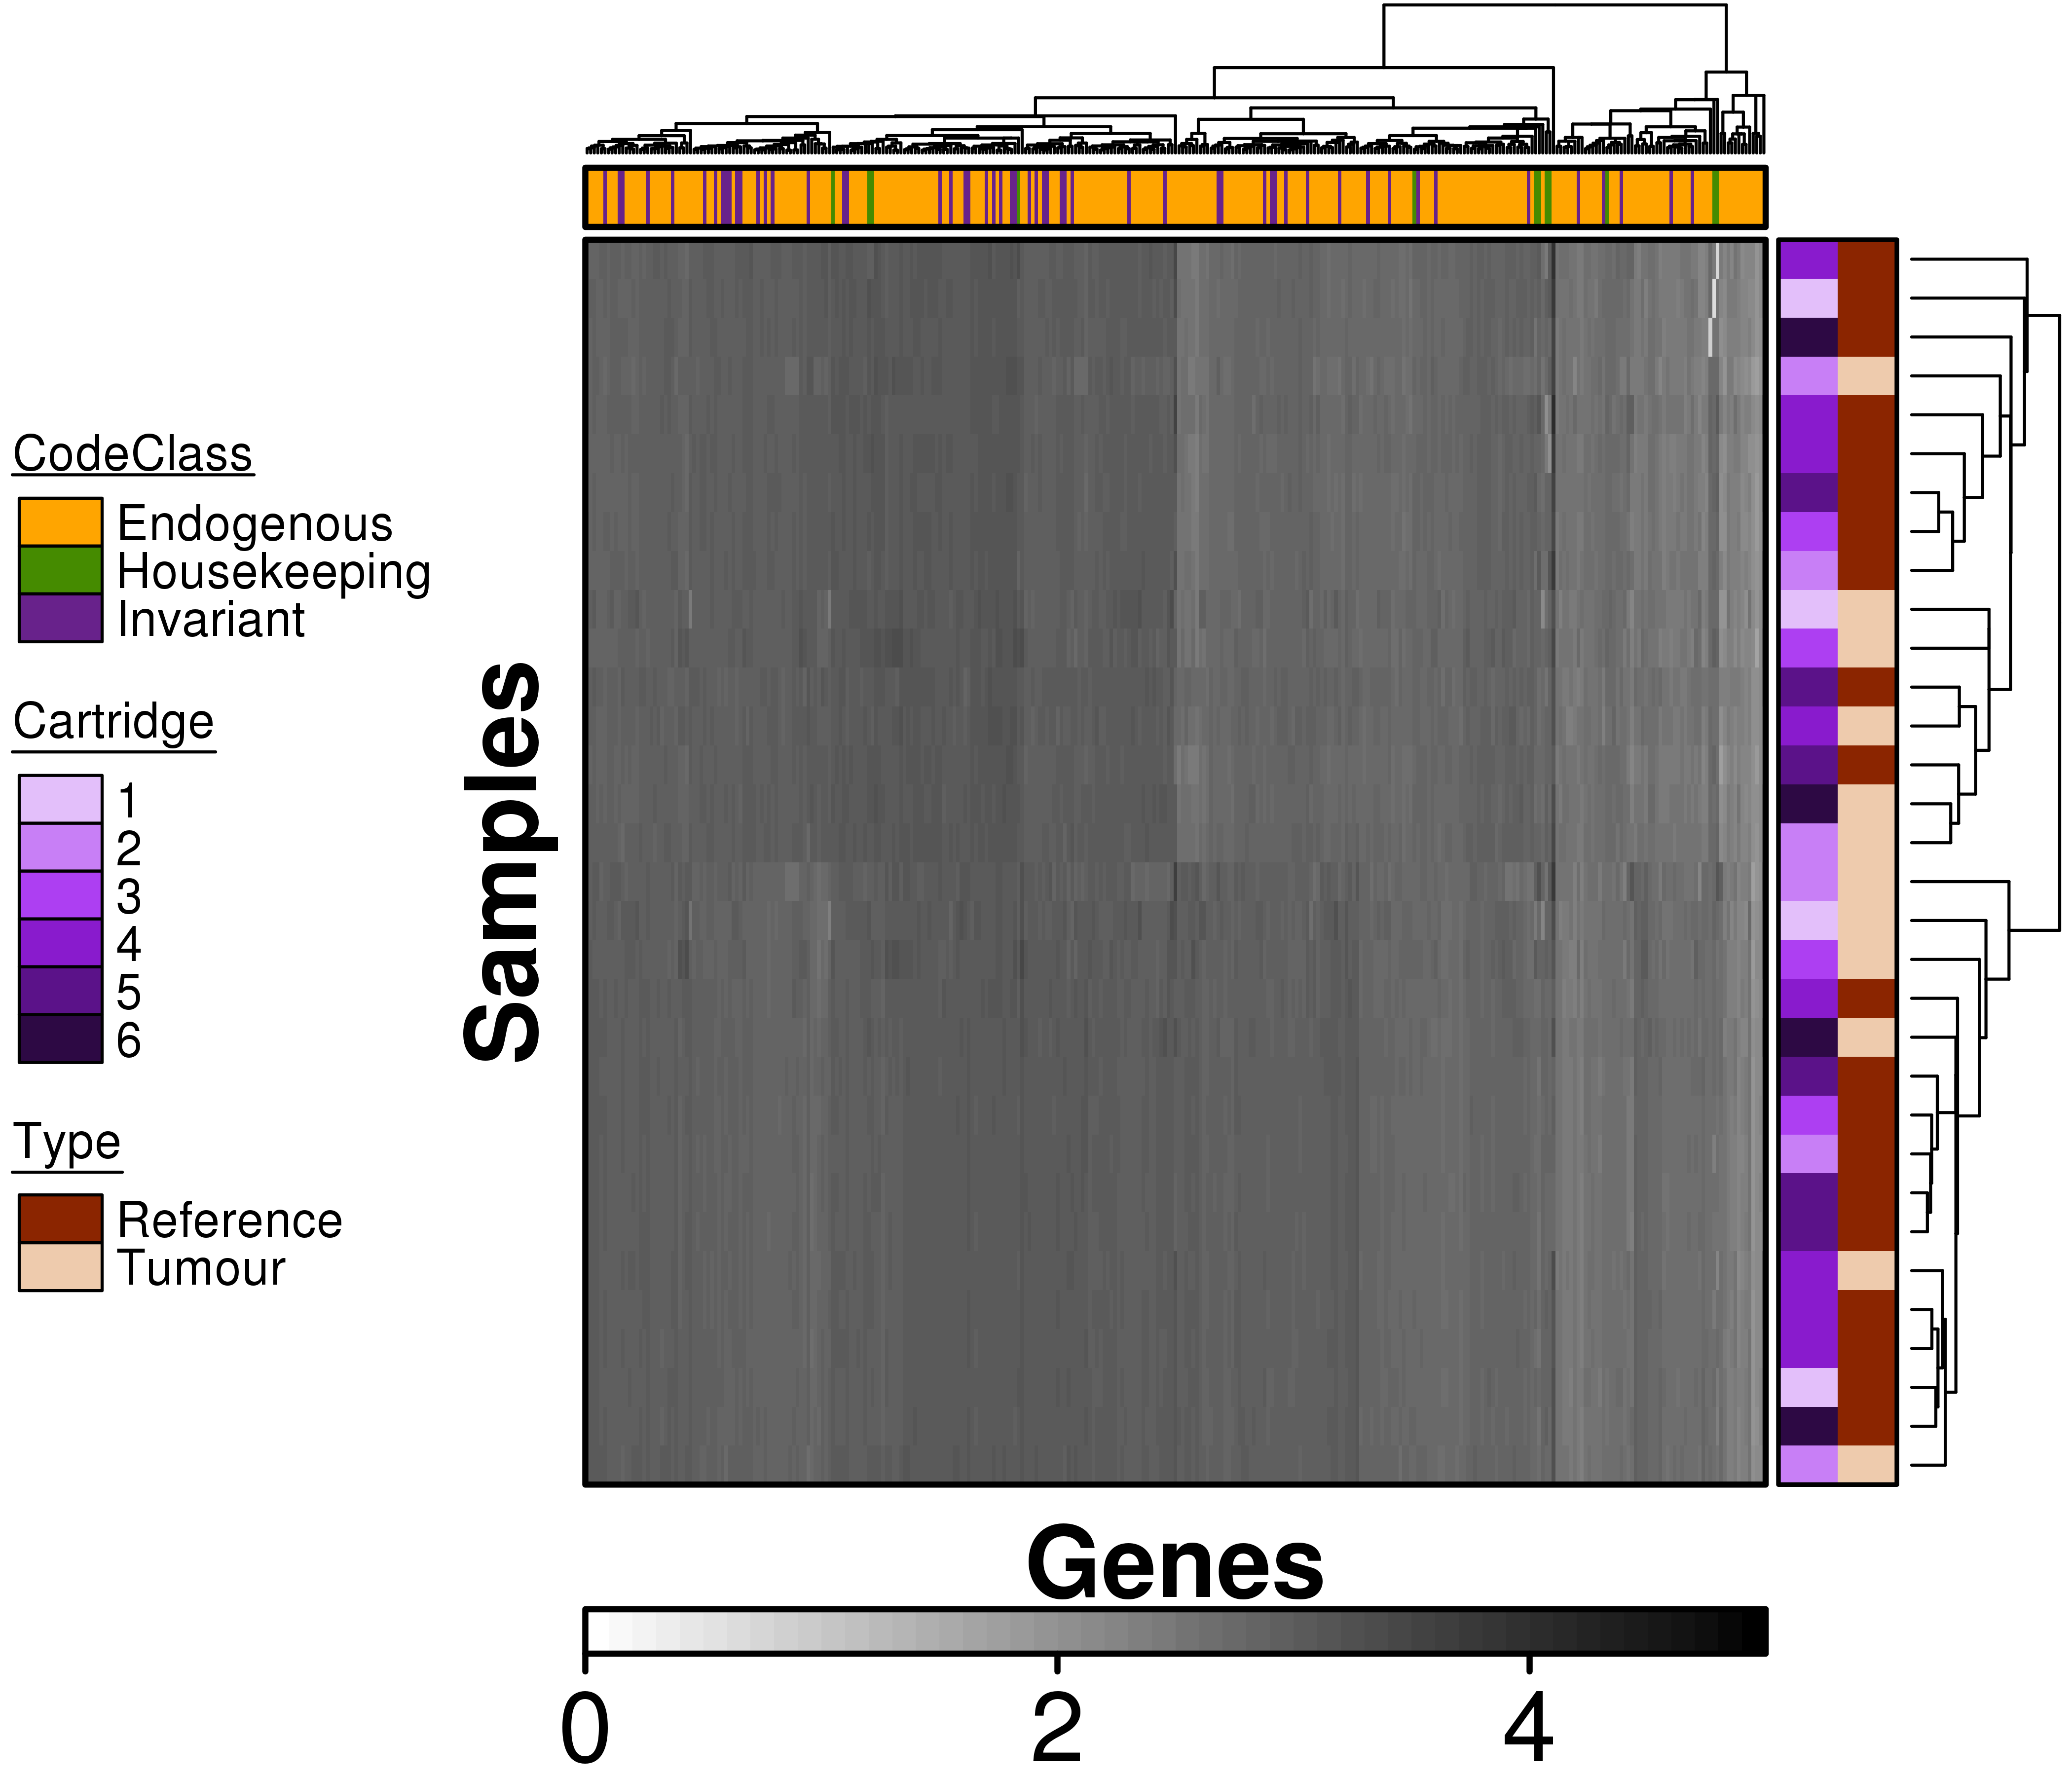 CodeClass
Endogenous
Housekeeping
Invariant
Cartridge
1
2
3
4
5
6
Type
Reference
Tumour
Samples
Genes
0 2 4